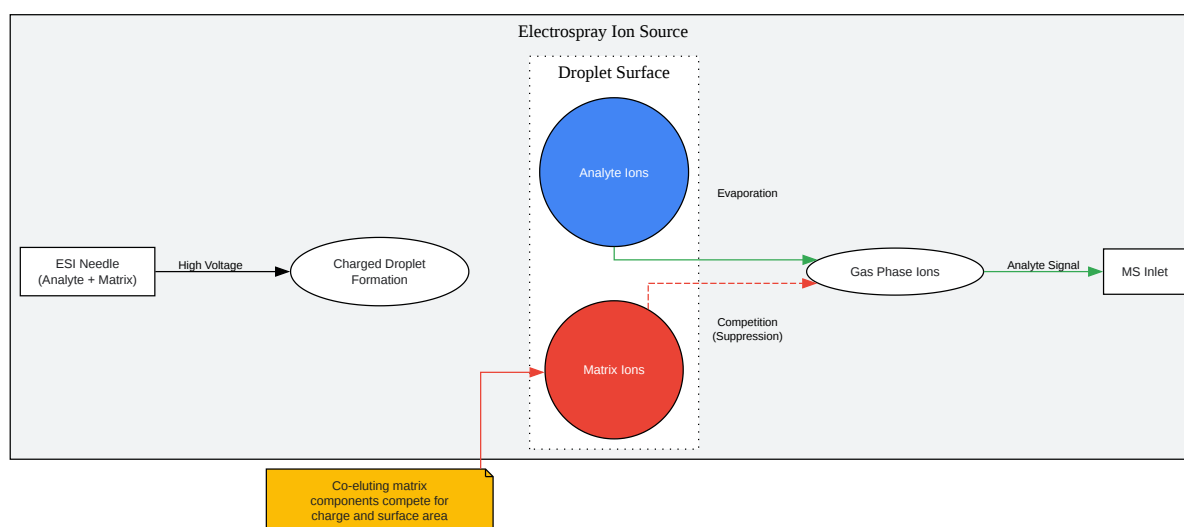 Electrospray Ion Source
Droplet Surface
Analyte Ions
Evaporation
ESI Needle
(Analyte + Matrix)
High Voltage
Charged Droplet
Formation
Gas Phase Ions
Analyte Signal
MS Inlet
Competition
(Suppression)
Matrix Ions
Co-eluting matrix
components compete for
charge and surface area